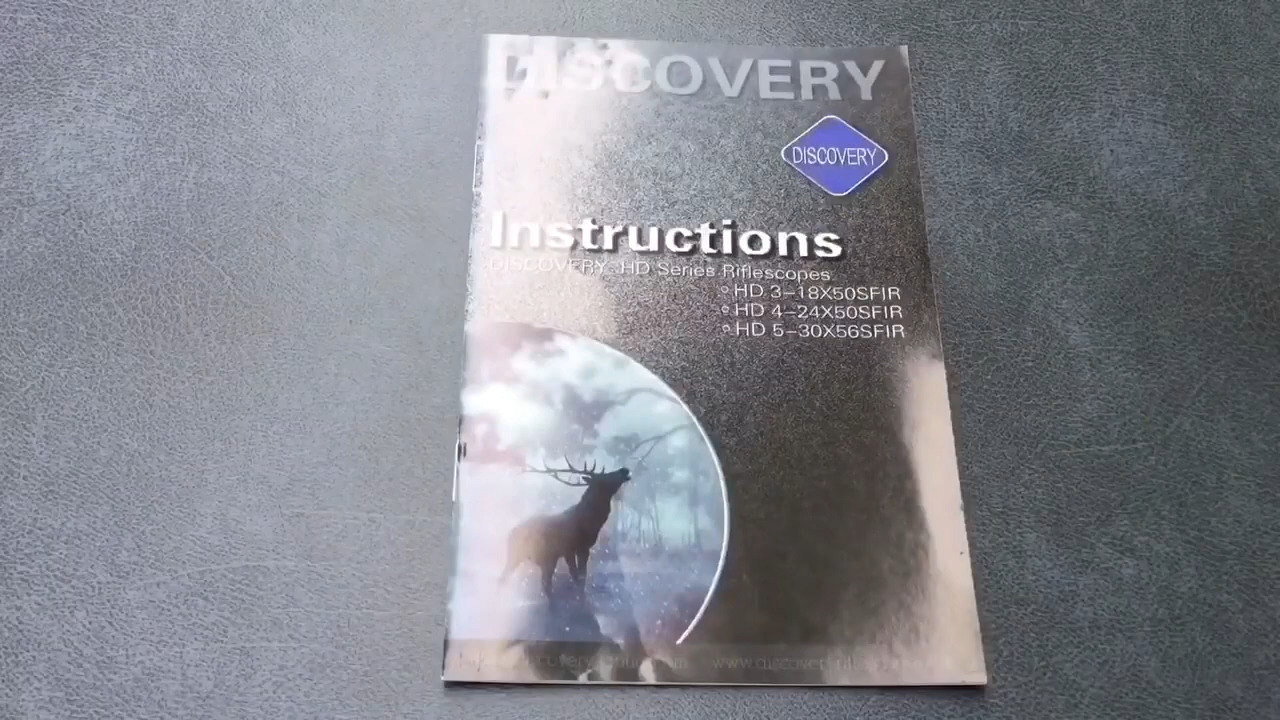 DISCOVERY
DISCOVERY
Instructions
DISCOVERY HD Series Riflescopes
HD 3-18X50SFIR
HD 4-24X50SFIR
HD 5-30X56SFIR